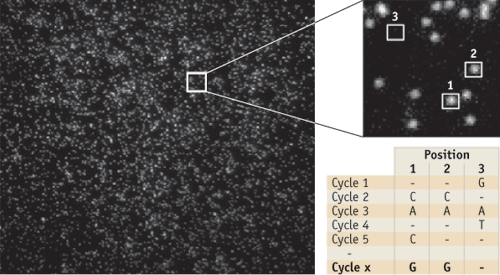 3
2
1
Position
1 2 3
Cycle 1 - - G
Cycle 2 C C -
Cycle 3 A A A
Cycle 4 - - T
Cycle 5 C - -
-
Cycle x G G -